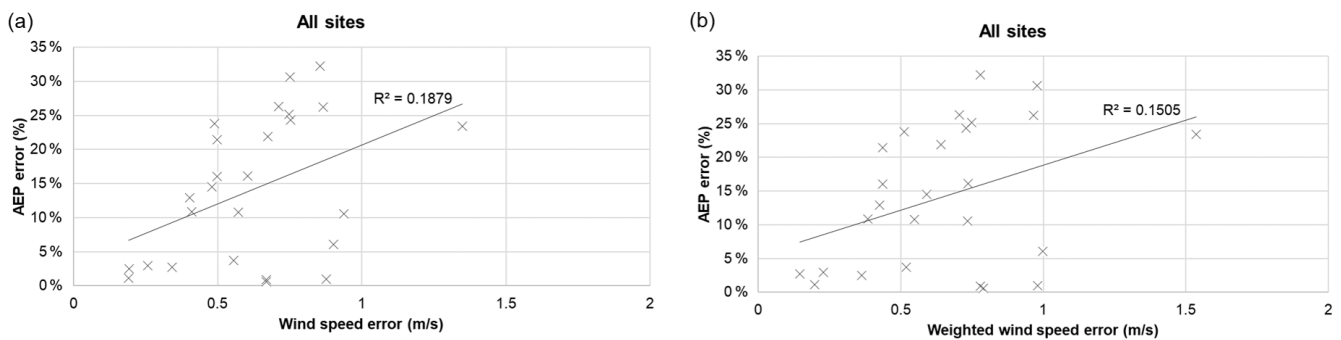 (a)
All sites
AEP error (%)
35 %
30 %
25 %
20 %
15 %
10 %
5 %
0 %
R² = 0.1879
0
0.5
1
1.5
2
Wind speed error (m/s)
(b)
All sites
AEP error (%)
35 %
30 %
25 %
20 %
15 %
10 %
5 %
0 %
R² = 0.1505
0
0.5
1
1.5
2
Weighted wind speed error (m/s)